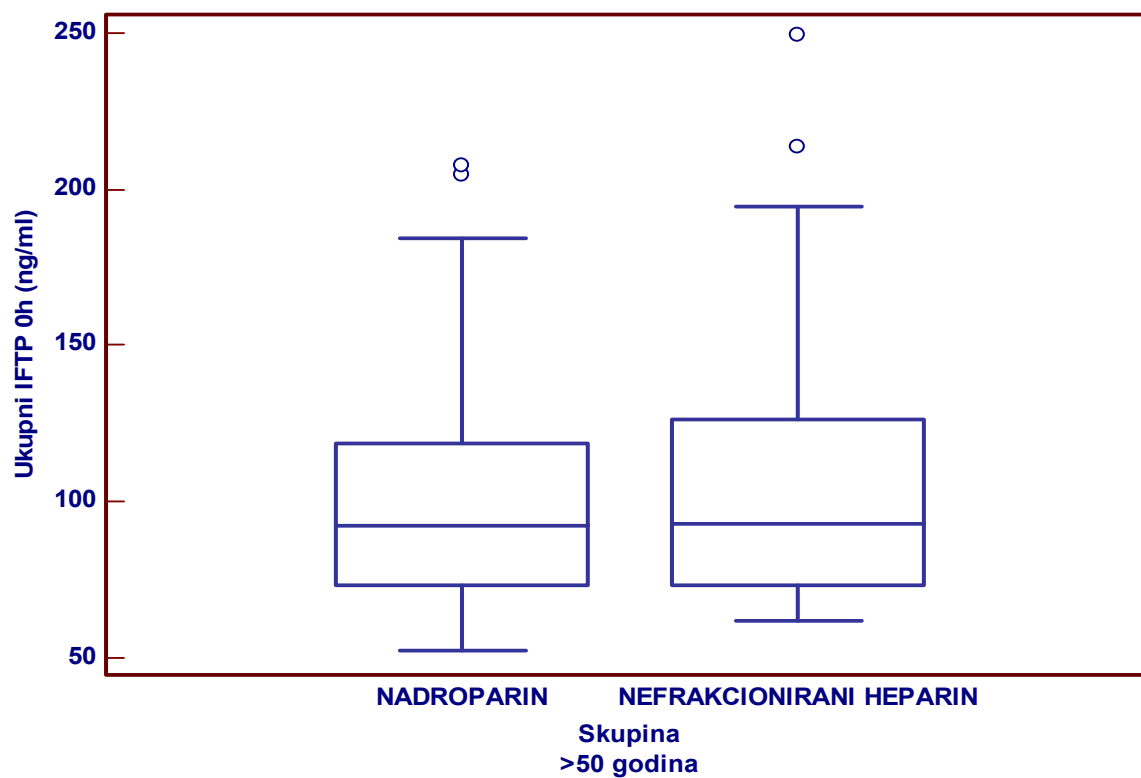 Ukupni IFTP 0h (ng/ml)
250
200
150
100
50
NADROPARIN NEFRAKCIONIRANI HEPARIN
Skupina
>50 godina